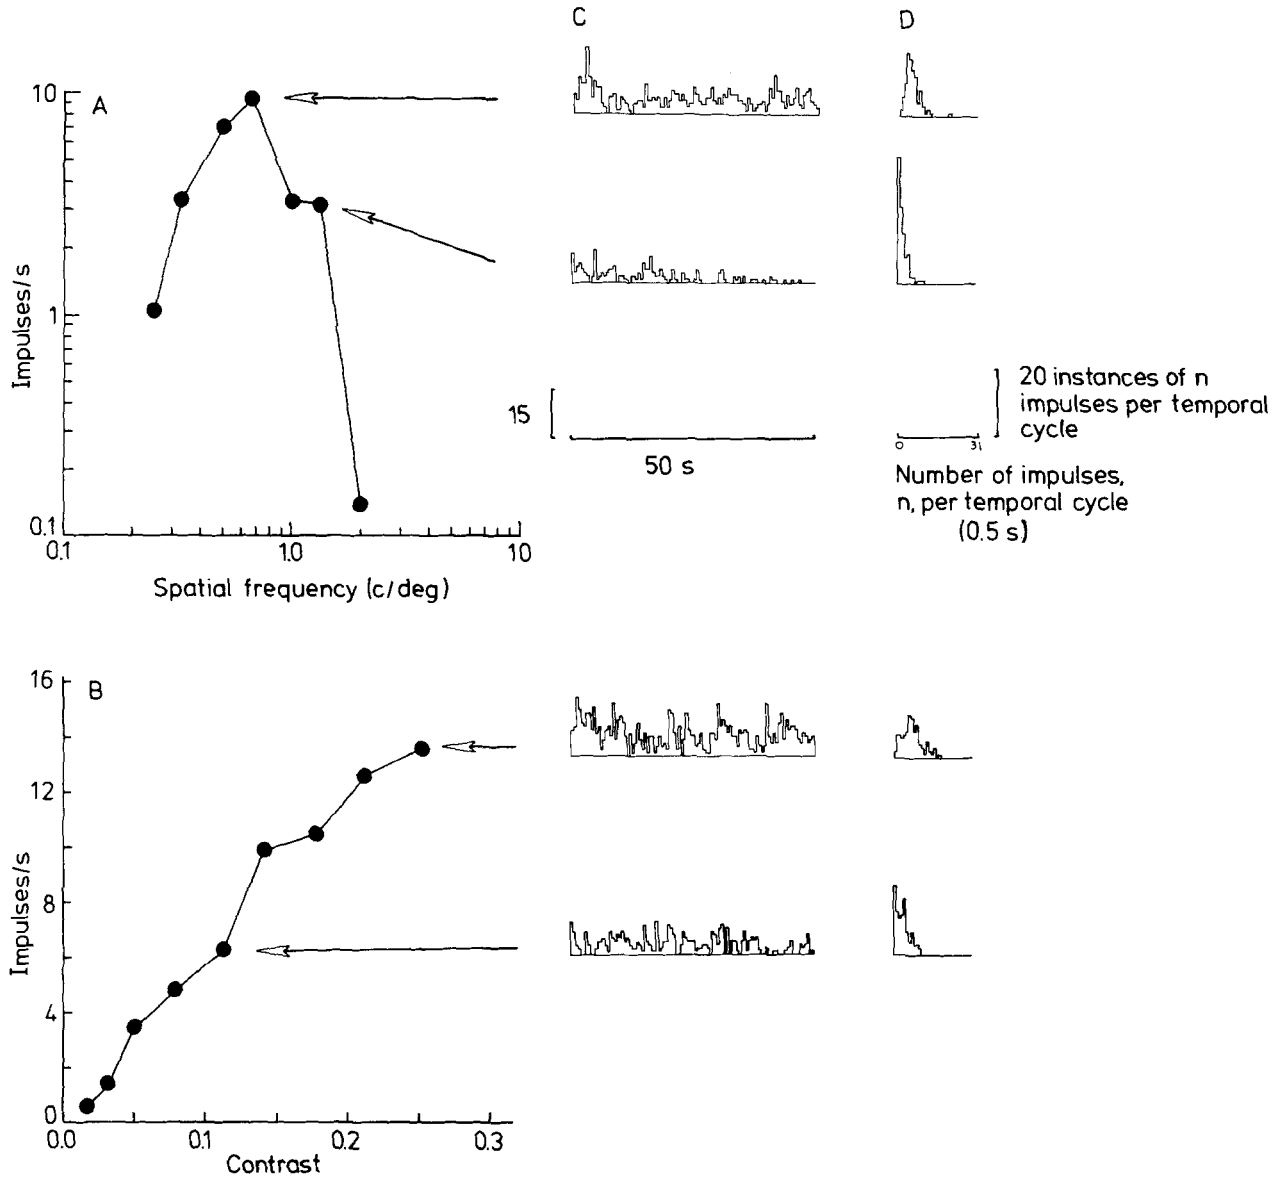 C
D
10
A
1
0.1
Impulses/s
0.1
1.0
10
Spatial frequency (c/deg)
15
50 s
20 instances of n
impulses per temporal
cycle
0
31
Number of impulses,
n, per temporal cycle
(0.5 s)
16
B
12
8
4
0
Impulses/s
0.0
0.1
0.2
0.3
Contrast